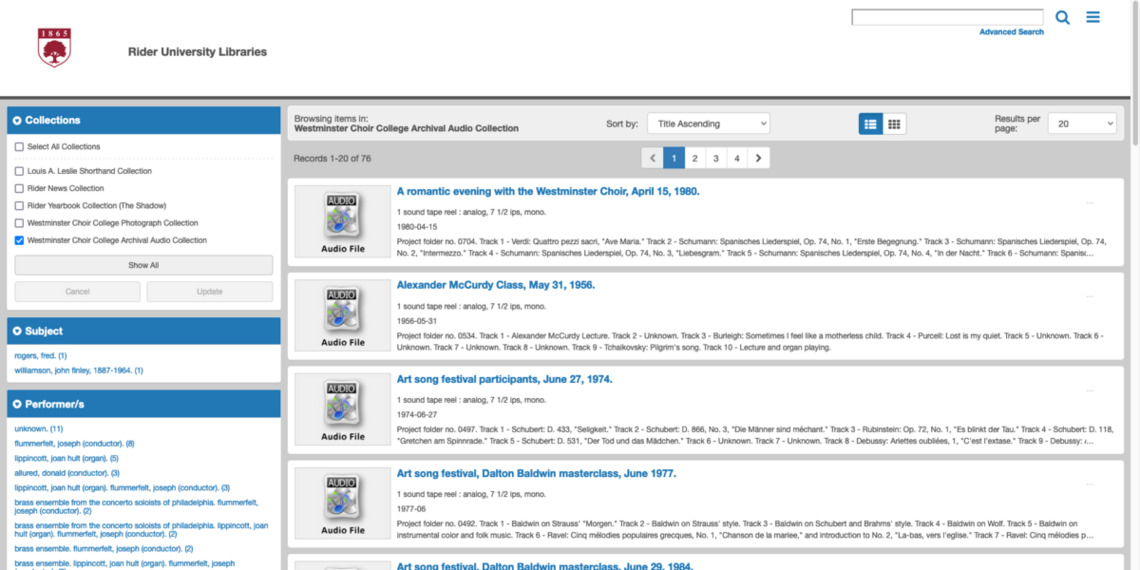 1865
Rider University Libraries
Advanced Search
Collections
Select All Collections
Louis A. Leslie Shorthand Collection
Rider News Collection
Rider Yearbook Collection (The Shadow)
Westminster Choir College Photograph Collection
Westminster Choir College Archival Audio Collection
Show All
Cancel
Update
Subject
rogers, fred. (1)
williamson, john finley, 1887-1964. (1)
Performer/s
unknown. (11)
flummerfelt, joseph (conductor). (8)
lippincott, joan hult (organ). (5)
allured, donald (conductor). (3)
lippincott, joan hult (organ). flummerfelt, joseph (conductor). (3)
brass ensemble from the concerto soloists of philadelphia. flummerfelt,
joseph (conductor). (2)
brass ensemble from the concerto soloists of philadelphia. lippincott, joan
hult (organ). flummerfelt, joseph (conductor). (2)
brass ensemble. flummerfelt, joseph (conductor). (2)
brass ensemble. lippincott, joan hult (organ). flummerfelt, joseph
Browsing items in:
Westminster Choir College Archival Audio Collection
Sort by:
Title Ascending
Results per
page:
20
Records 1-20 of 76
< 1 2 3 4 >
AUDIO
Audio File
A romantic evening with the Westminster Choir, April 15, 1980.
...
1 sound tape reel : analog, 7 1/2 ips, mono.
1980-04-15
Project folder no. 0704. Track 1 - Verdi: Quattro pezzi sacri, "Ave Maria." Track 2 - Schumann: Spanisches Liederspiel, Op. 74, No. 1, "Erste Begegnung." Track 3 - Schumann: Spanisches Liederspiel, Op. 74,
No. 2, "Intermezzo." Track 4 - Schumann: Spanisches Liederspiel, Op. 74, No. 3, "Liebesgram." Track 5 - Schumann: Spanisches Liederspiel, Op. 74, No. 4, "In der Nacht." Track 6 - Schumann: Spanisc...
AUDIO
Audio File
Alexander McCurdy Class, May 31, 1956.
...
1 sound tape reel : analog, 7 1/2 ips, mono.
1956-05-31
Project folder no. 0534. Track 1 - Alexander McCurdy Lecture. Track 2 - Unknown. Track 3 - Burleigh: Sometimes I feel like a motherless child. Track 4 - Purcell: Lost is my quiet. Track 5 - Unknown. Track 6 -
Unknown. Track 7 - Unknown. Track 8 - Unknown. Track 9 - Tchaikovsky: Pilgrim's song. Track 10 - Lecture and organ playing.
AUDIO
Audio File
Art song festival participants, June 27, 1974.
...
1 sound tape reel : analog, 7 1/2 ips, mono.
1974-06-27
Project folder no. 0497. Track 1 - Schubert: D. 433, "Seligkeit." Track 2 - Schubert: D. 866, No. 3, "Die Männer sind méchant." Track 3 - Rubinstein: Op. 72, No. 1, "Es blinkt der Tau." Track 4 - Schubert: D. 118,
"Gretchen am Spinnrade." Track 5 - Schubert: D. 531, "Der Tod und das Mädchen." Track 6 - Unknown. Track 7 - Unknown. Track 8 - Debussy: Ariettes oubliées, 1, "C'est l'extase." Track 9 - Debussy: ...
AUDIO
Audio File
Art song festival, Dalton Baldwin masterclass, June 1977.
...
1 sound tape reel : analog, 7 1/2 ips, mono.
1977-06
Project folder no. 0492. Track 1 - Baldwin on Strauss' "Morgen." Track 2 - Baldwin on Strauss' style. Track 3 - Baldwin on Schubert and Brahms' style. Track 4 - Baldwin on Wolf. Track 5 - Baldwin on
instrumental color and folk music. Track 6 - Ravel: Cinq mélodies populaires grecques, No. 1, "Chanson de la mariee," and introduction to No. 2, "La-bas, vers l'eglise." Track 7 - Ravel: Cinq mélodies p...
Art song festival, Dalton Baldwin masterclass, June 29, 1984.